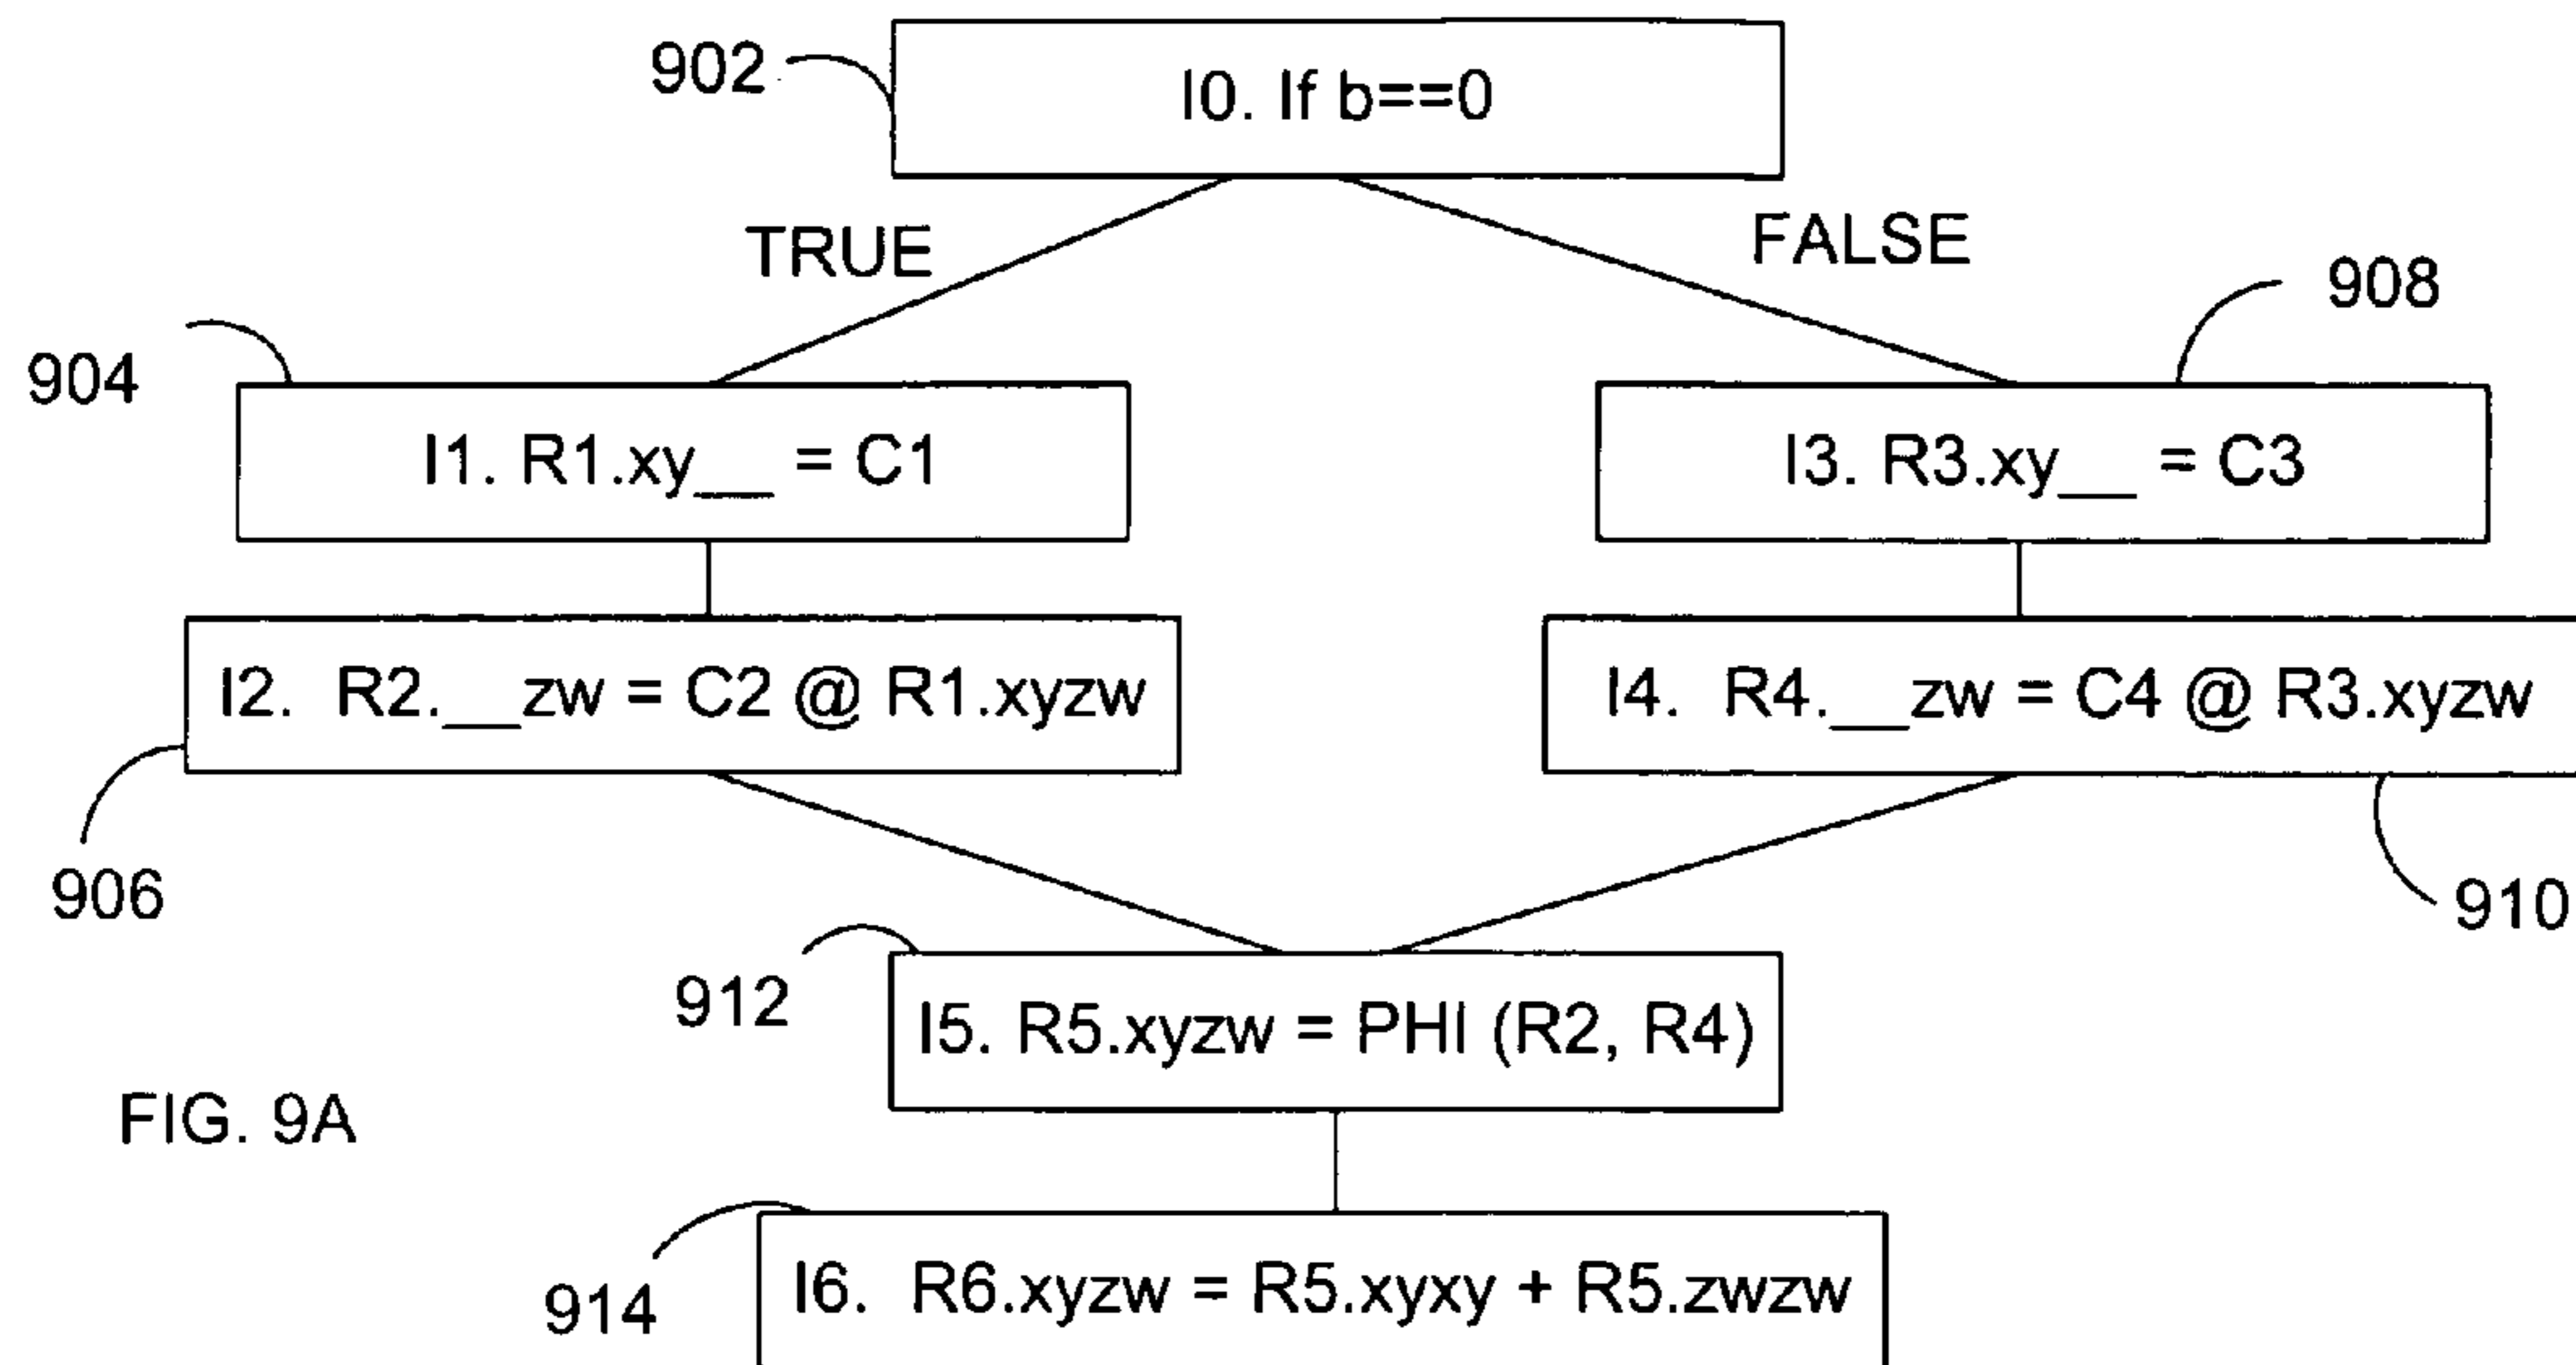 902
I0. If b==0
TRUE
FALSE
908
904
I1. R1.xy__ = C1
I3. R3.xy__ = C3
I2. R2.__zw = C2 @ R1.xyzw
I4. R4.__zw = C4 @ R3.xyzw
906
910
912
I5. R5.xyzw = PHI (R2, R4)
FIG. 9A
914
I6. R6.xyzw = R5.xyxy + R5.zwzw